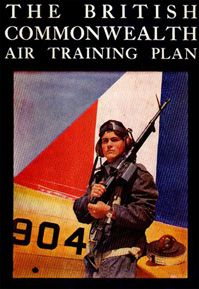 THE BRITISH
COMMONWEALTH
AIR TRAINING PLAN
904